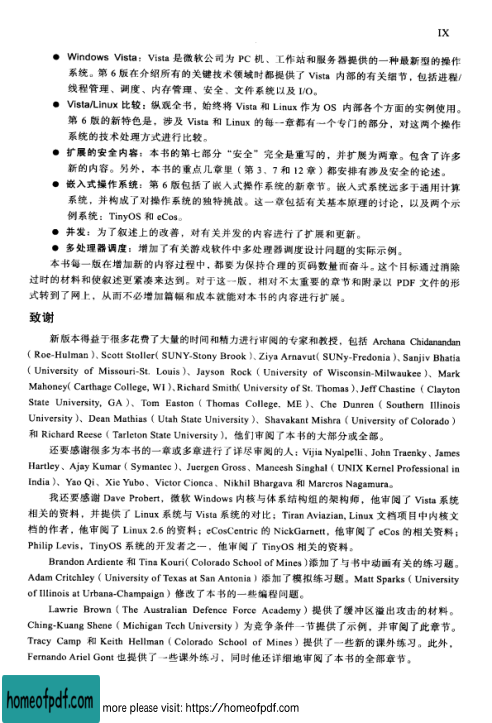 IX
● Windows Vista：Vista 是微软公司为 PC 机、工作站和服务器提供的一种最新型的操作
系统。第 6 版在介绍所有的关键技术领域时都提供了 Vista 内部的有关细节，包括进程/
线程管理、调度、内存管理、安全、文件系统以及 I/O。
● Vista/Linux 比较：纵观全书，始终将 Vista 和 Linux 作为 OS 内部各个方面的实例使用。
第 6 版的新特色是，涉及 Vista 和 Linux 的每一章都有一个专门的部分，对这两个操作
系统的技术处理方式进行比较。
● 扩展的安全内容：本书的第七部分“安全”完全是重写的，并扩展为两章。包含了许多
新的内容。另外，本书的重点几章里（第 3、7 和 12 章）都安排有涉及安全的论述。
● 嵌入式操作系统：第 6 版包括了嵌入式操作系统的新章节。嵌入式系统远多于通用计算
系统，并构成了对操作系统的独特挑战。这一章包括有关基本原理的讨论，以及两个示
例系统：TinyOS 和 eCos。
● 并发：为了叙述上的改善，对有关并发的内容进行了扩展和更新。
● 多处理器调度：增加了有关游戏软件中多处理器调度设计问题的实际示例。
本书每一版在增加新的内容过程中，都要为保持合理的页码数量而奋斗。这个目标通过消除
过时的材料和使叙述更紧凑来达到。对于这一版，相对不太重要的章节和附录以 PDF 文件的形
式转到了网上，从而不必增加篇幅和成本就能对本书的内容进行扩展。
致谢
新版本得益于很多花费了大量的时间和精力进行审阅的专家和教授，包括 Archana Chidanandan
（Roe-Hulman）、Scott Stoller（SUNY-Stony Brook）、Ziya Arnavut（SUNy-Fredonia）、Sanjiv Bhatia
（University of Missouri-St. Louis）、Jayson Rock（University of Wisconsin-Milwaukee）、Mark
Mahoney（Carthage College, WI）、Richard Smith（University of St. Thomas）、Jeff Chastine（Clayton
State University, GA）、Tom Easton（Thomas College. ME）、Che Dunren（Southern Illinois
University）、Dean Mathias（Utah State University）、Shavakant Mishra（University of Colorado）
和 Richard Reese（Tarleton State University），他们审阅了本书的大部分或全部。
还要感谢很多为本书的一章或多章进行了详尽审阅的人：Vijia Nyalpelli、John Traenky、James
Hartley、Ajay Kumar（Symantec）、Juergen Gross、Maneesh Singhal（UNIX Kernel Professional in
India）、Yao Qi、Xie Yubo、Victor Cionca、Nikhil Bhargava 和 Marcros Nagamura。
我还要感谢 Dave Probert，微软 Windows 内核与体系结构组的架构师，他审阅了 Vista 系统
相关的资料，并提供了 Linux 系统与 Vista 系统的对比；Tiran Aviazian, Linux 文档项目中内核文
档的作者，他审阅了 Linux 2.6 的资料；eCosCentric 的 NickGarnett，他审阅了 eCos 的相关资料；
Philip Levis，TinyOS 系统的开发者之一，他审阅了 TinyOS 相关的资料。
Brandon Ardiente 和 Tina Kouri（Colorado School of Mines）添加了与书中动画有关的练习题。
Adam Critchley（University of Texas at San Antonia）添加了模拟练习题。Matt Sparks（University
of Illinois at Urbana-Champaign）修改了本书的一些编程问题。
Lawrie Brown（The Australian Defence Force Academy）提供了缓冲区溢出攻击的材料。
Ching-Kuang Shene（Michigan Tech University）为竞争条件一节提供了示例，并审阅了此章节。
Tracy Camp 和 Keith Hellman（Colorado School of Mines）提供了一些新的课外练习。此外，
Fernando Ariel Gont 也提供了一些课外练习，同时他还详细地审阅了本书的全部章节。
homeofpdf.com
more please visit: https://homeofpdf.com